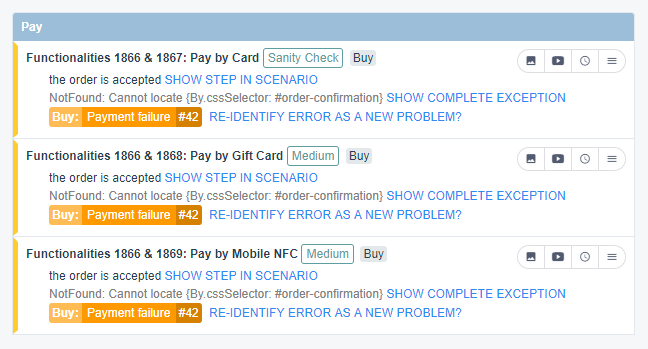 Pay
Functionalities 1866 & 1867: Pay by Card Sanity Check Buy
the order is accepted SHOW STEP IN SCENARIO
NotFound: Cannot locate {By.cssSelector: #order-confirmation} SHOW COMPLETE EXCEPTION
Buy: Payment failure #42 RE-IDENTIFY ERROR AS A NEW PROBLEM?
Functionalities 1866 & 1868: Pay by Gift Card Medium Buy
the order is accepted SHOW STEP IN SCENARIO
NotFound: Cannot locate {By.cssSelector: #order-confirmation} SHOW COMPLETE EXCEPTION
Buy: Payment failure #42 RE-IDENTIFY ERROR AS A NEW PROBLEM?
Functionalities 1866 & 1869: Pay by Mobile NFC Medium Buy
the order is accepted SHOW STEP IN SCENARIO
NotFound: Cannot locate {By.cssSelector: #order-confirmation} SHOW COMPLETE EXCEPTION
Buy: Payment failure #42 RE-IDENTIFY ERROR AS A NEW PROBLEM?